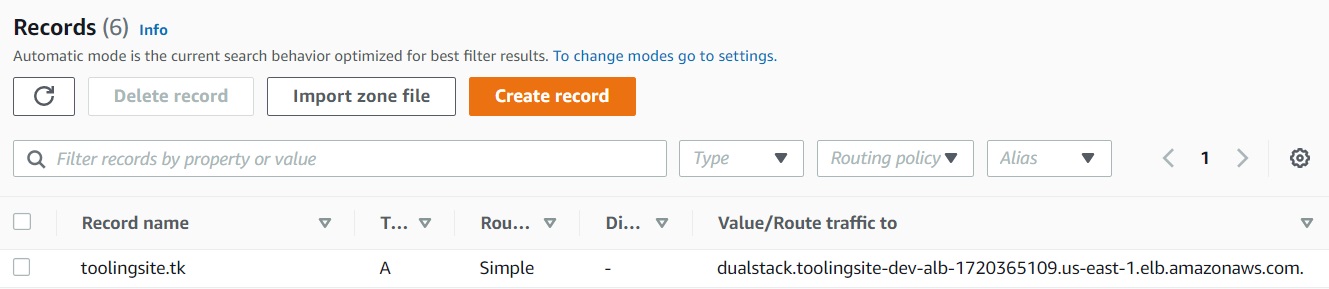 Records (6) Info
Automatic mode is the current search behavior optimized for best filter results. To change modes go to settings.
Delete record Import zone file Create record
Filter records by property or value Type Routing policy Alias 1
Record name T... Rou... Di... Value/Route traffic to
toolingsite.tk A Simple - dualstack.toolingsite-dev-alb-1720365109.us-east-1.elb.amazonaws.com.